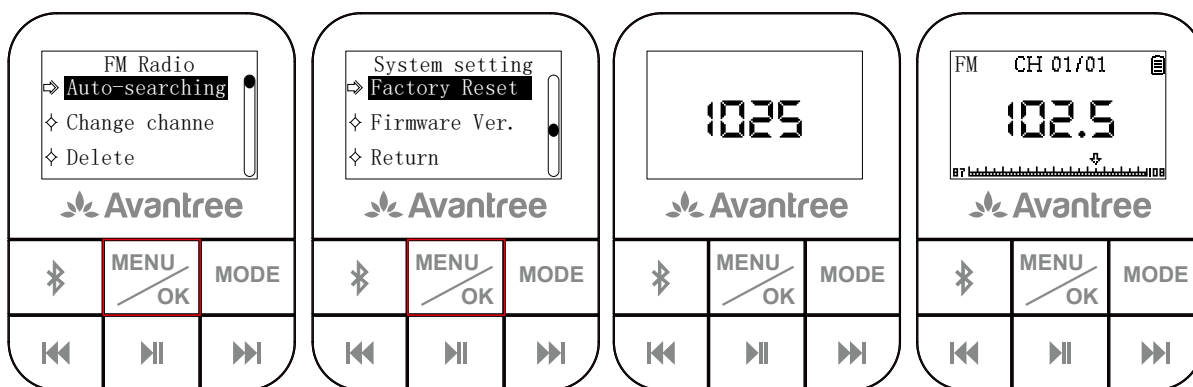 FM Radio
Auto-searching
Change channe
Delete
Avantree
MENU
OK
MODE
System setting
Factory Reset
Firmware Ver.
Return
Avantree
MENU
OK
MODE
1025
Avantree
MENU
OK
MODE
FM CH 01/01
102.5
87 108
Avantree
MENU
OK
MODE